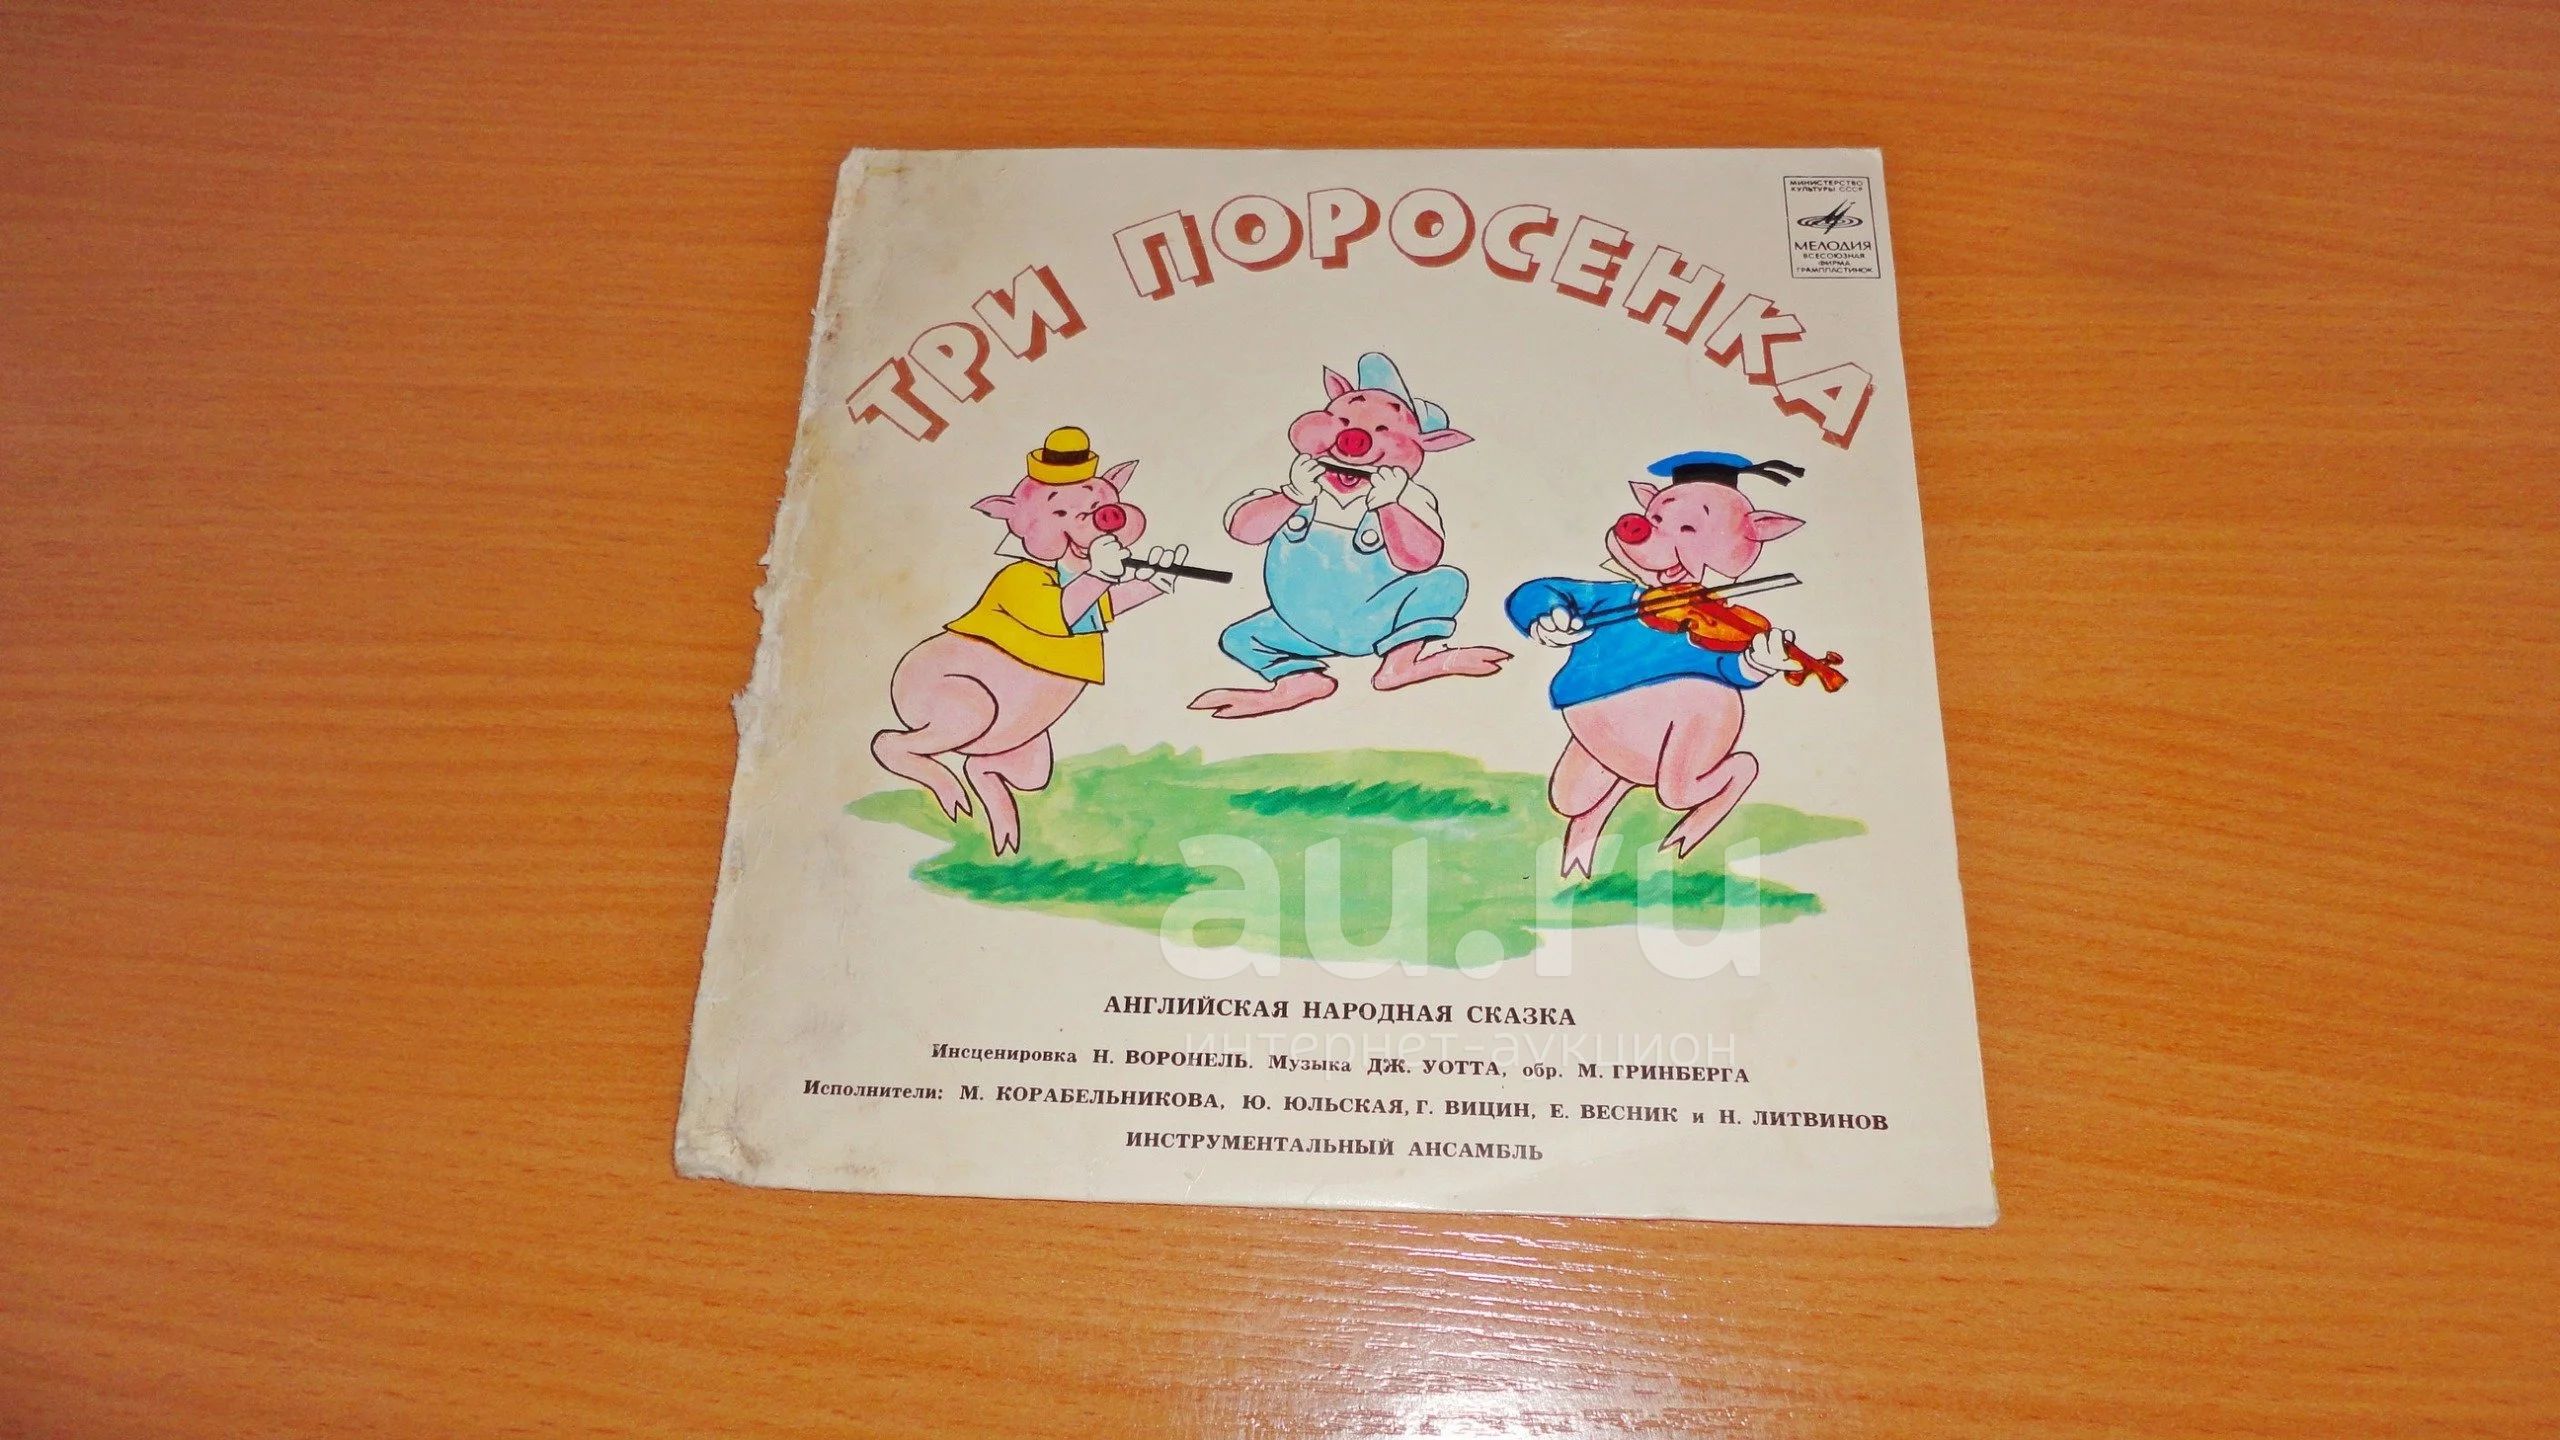 ТРИ ПОРОСЕНКА
МИНИСТЕРСТВО
КУЛЬТУРЫ СССР
МЕЛОДИЯ
ВСЕСОЮЗНАЯ
ФИРМА
ГРАМПЛАСТИНОК
au.ru
интернет-аукцион
АНГЛИЙСКАЯ НАРОДНАЯ СКАЗКА
Инсценировка Н. ВОРОНЕЛЬ. Музыка ДЖ. УОТТА, обр. М. ГРИНБЕРГА
Исполнители: М. КОРАБЕЛЬНИКОВА, Ю. ЮЛЬСКАЯ, Г. ВИЦИН, Е. ВЕСНИК и Н. ЛИТВИНОВ
ИНСТРУМЕНТАЛЬНЫЙ АНСАМБЛЬ